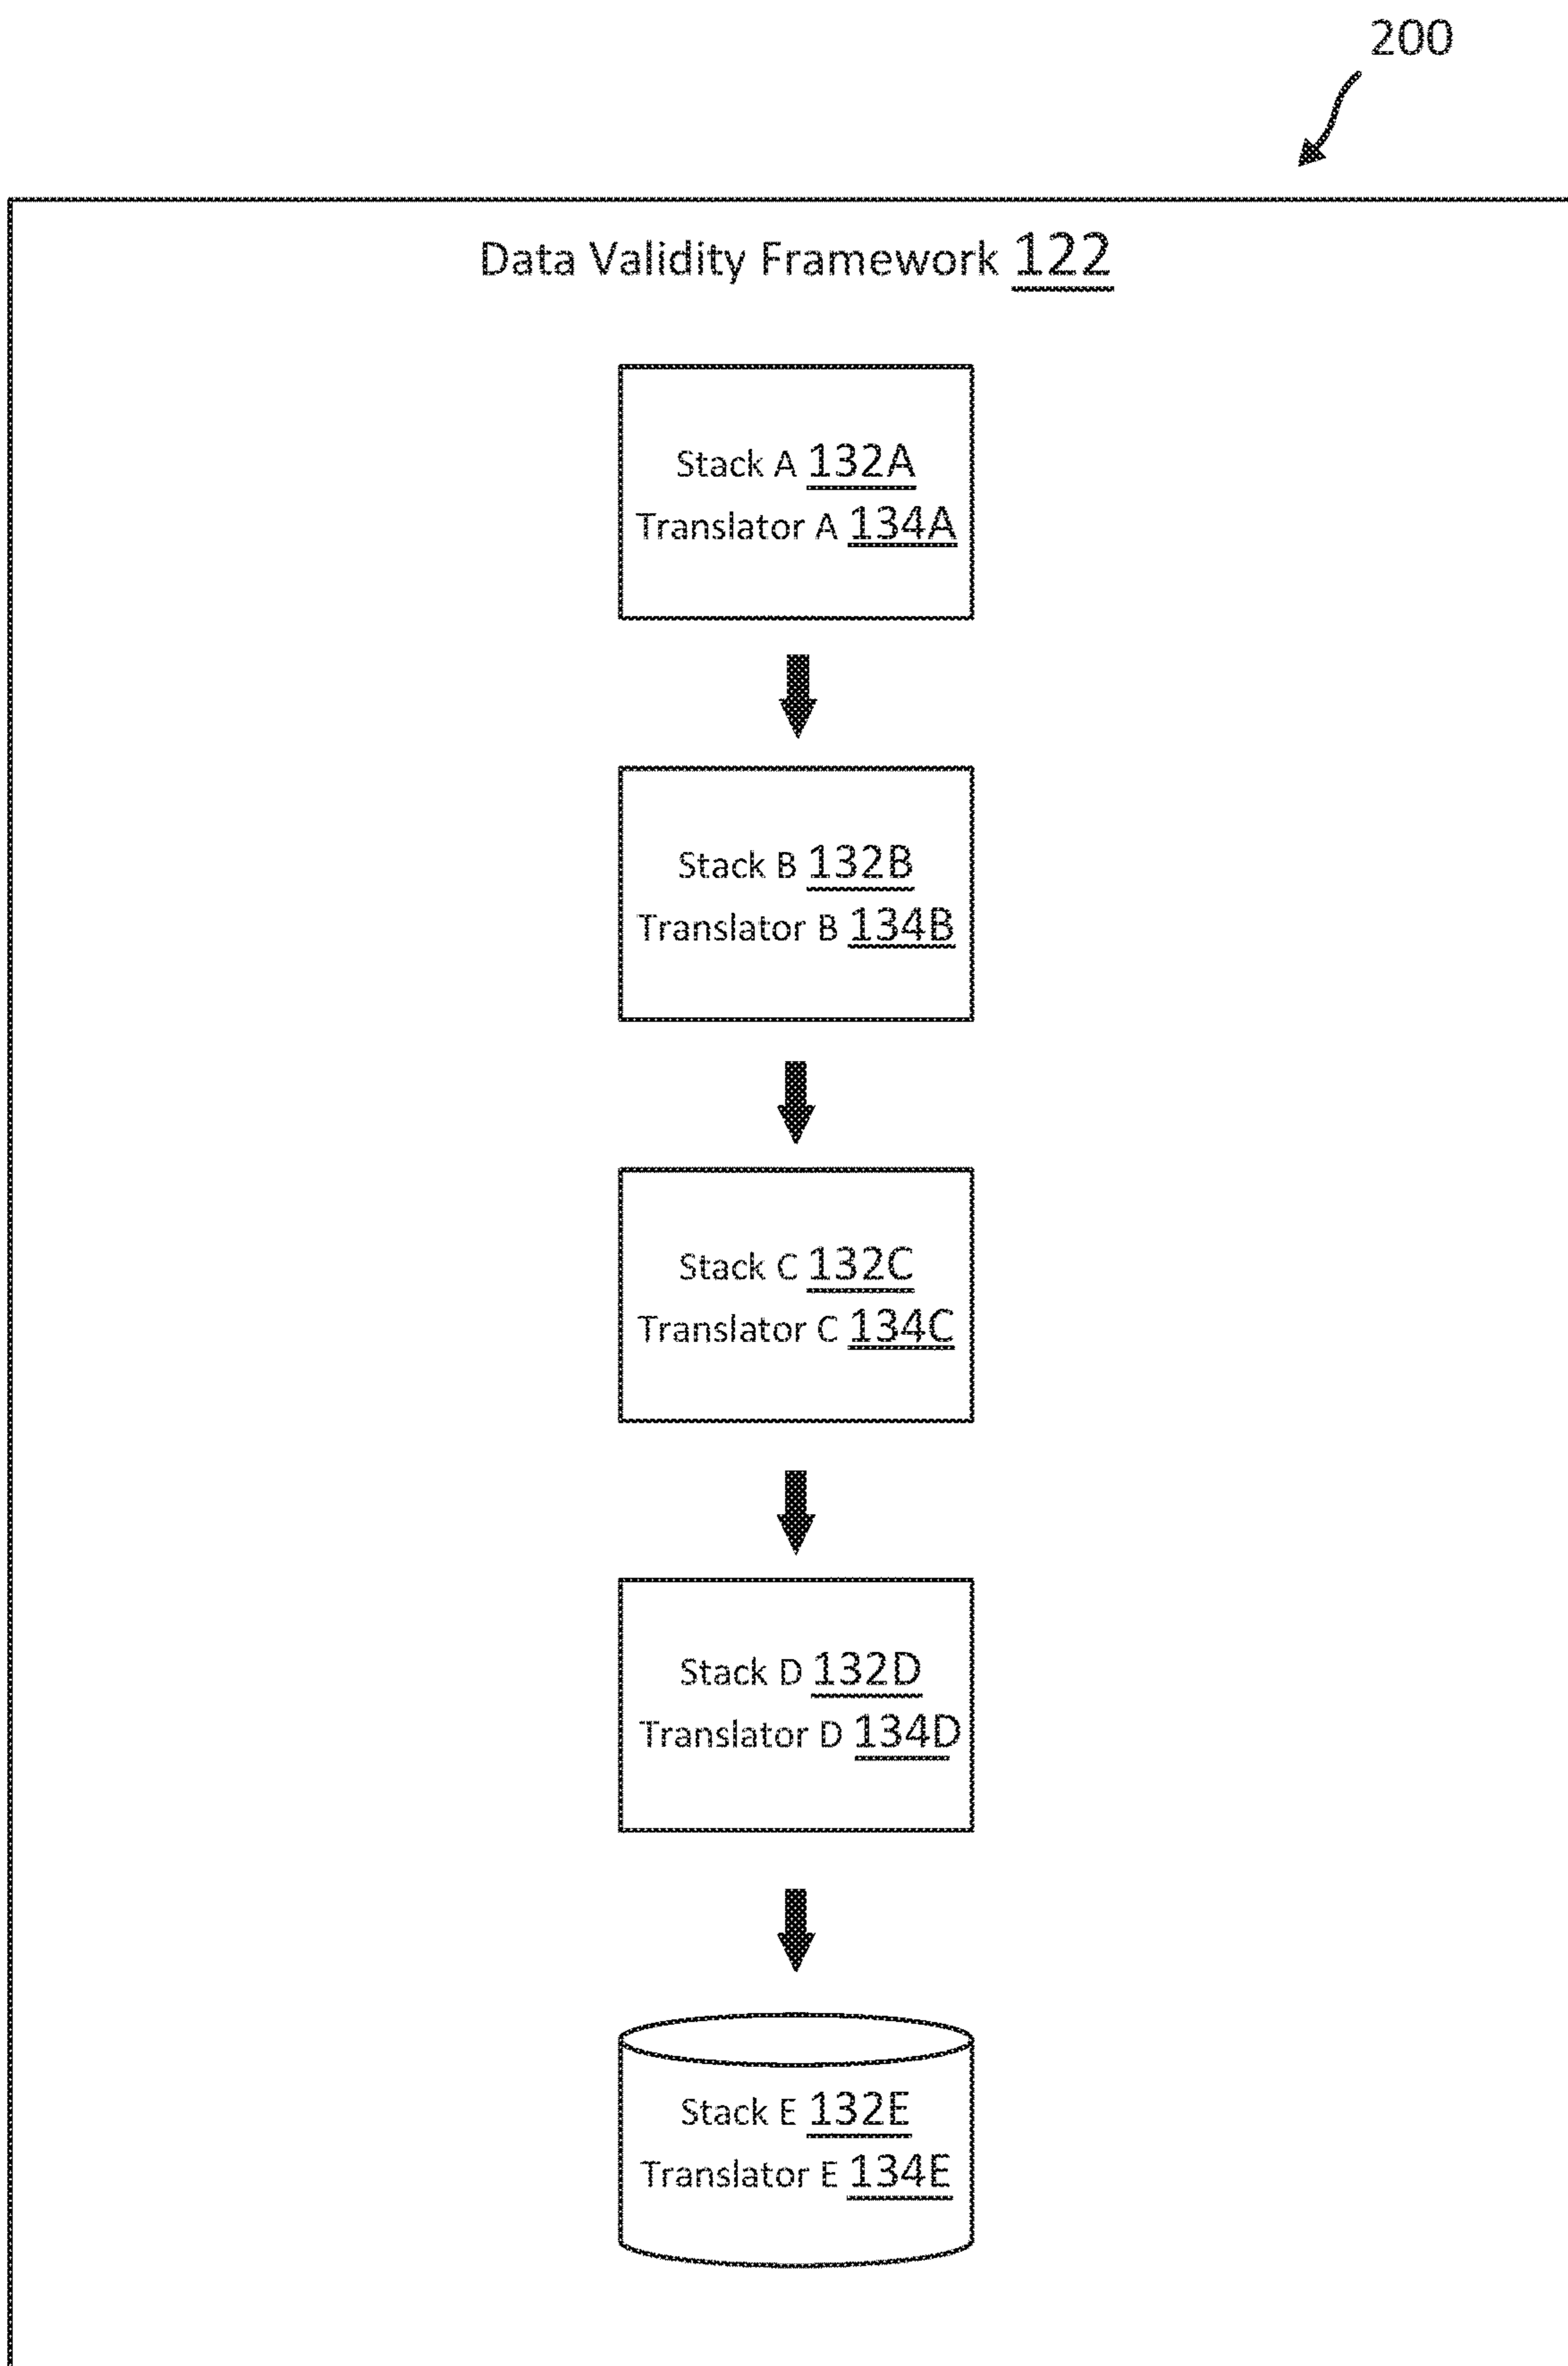 200
Data Validity Framework 122
Stack A 132A
Translator A 134A
Stack B 132B
Translator B 134B
Stack C 132C
Translator C 134C
Stack D 132D
Translator D 134D
Stack E 132E
Translator E 134E